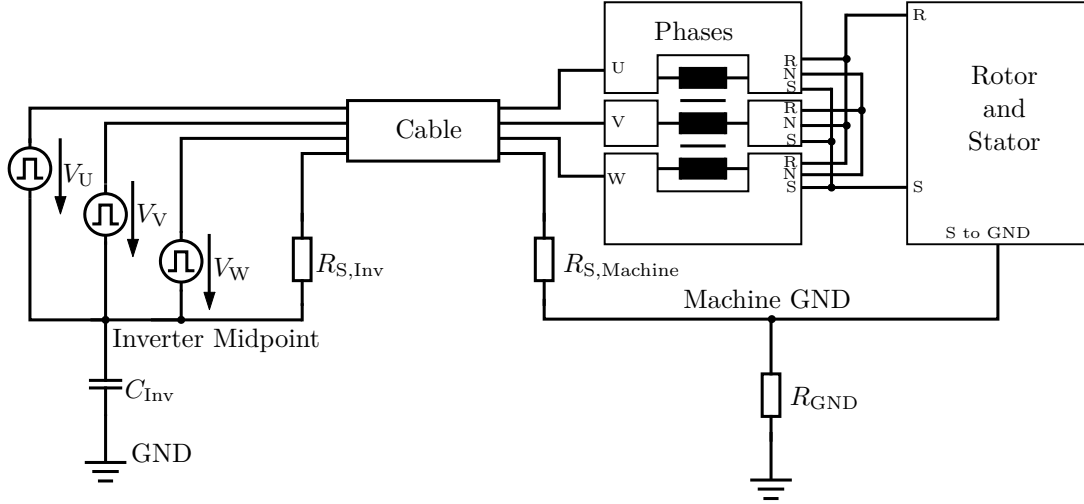 Phases
R
U
R
N
S
Rotor
and
Stator
Cable
V
R
N
S
V_U
W
R
N
S
S
V_V
S to GND
V_W
R_S,Inv
R_S,Machine
Machine GND
Inverter Midpoint
C_Inv
R_GND
GND